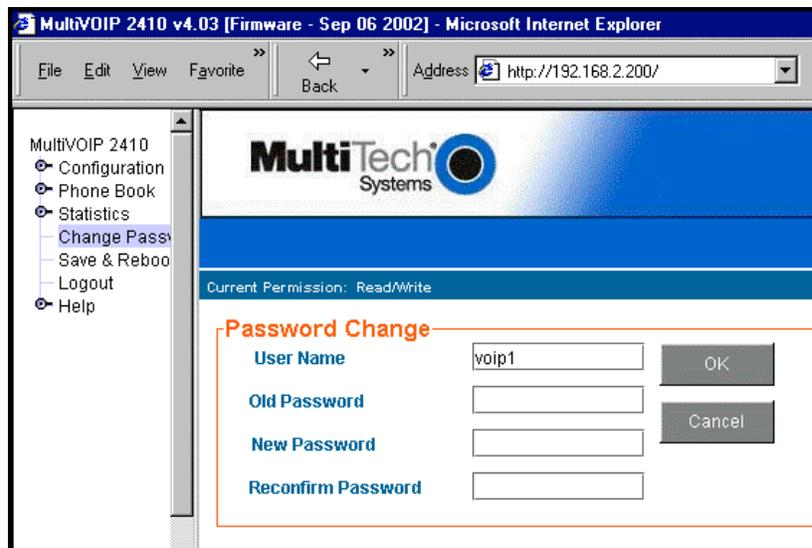 MultiVOIP 2410 v4.03 [Firmware - Sep 06 2002] - Microsoft Internet Explorer
File Edit View Favorite » Back » Address http://192.168.2.200/
MultiVOIP 2410
Configuration
Phone Book
Statistics
Change Passw
Save & Reboo
Logout
Help
MultiTech
Systems
Current Permission: Read/Write
Password Change
User Name voip1 OK
Old Password
Cancel
New Password
Reconfirm Password